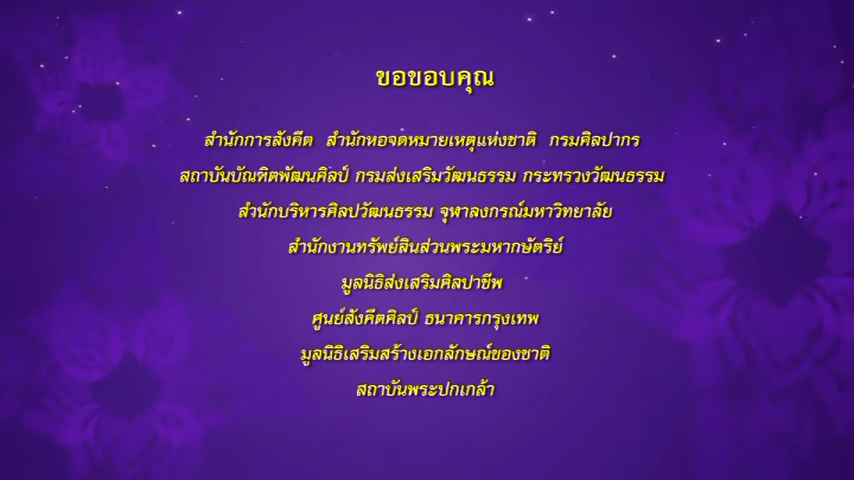 ขอขอบคุณ
สำนักการสังคีต สำนักหอจดหมายเหตุแห่งชาติ กรมศิลปากร
สถาบันบัณฑิตพัฒนศิลป์ กรมส่งเสริมวัฒนธรรม กระทรวงวัฒนธรรม
สำนักบริหารศิลปวัฒนธรรม จุฬาลงกรณ์มหาวิทยาลัย
สำนักงานทรัพย์สินส่วนพระมหากษัตริย์
มูลนิธิส่งเสริมศิลปาชีพ
ศูนย์สังคีตศิลป์ ธนาคารกรุงเทพ
มูลนิธิเสริมสร้างเอกลักษณ์ของชาติ
สถาบันพระปกเกล้า